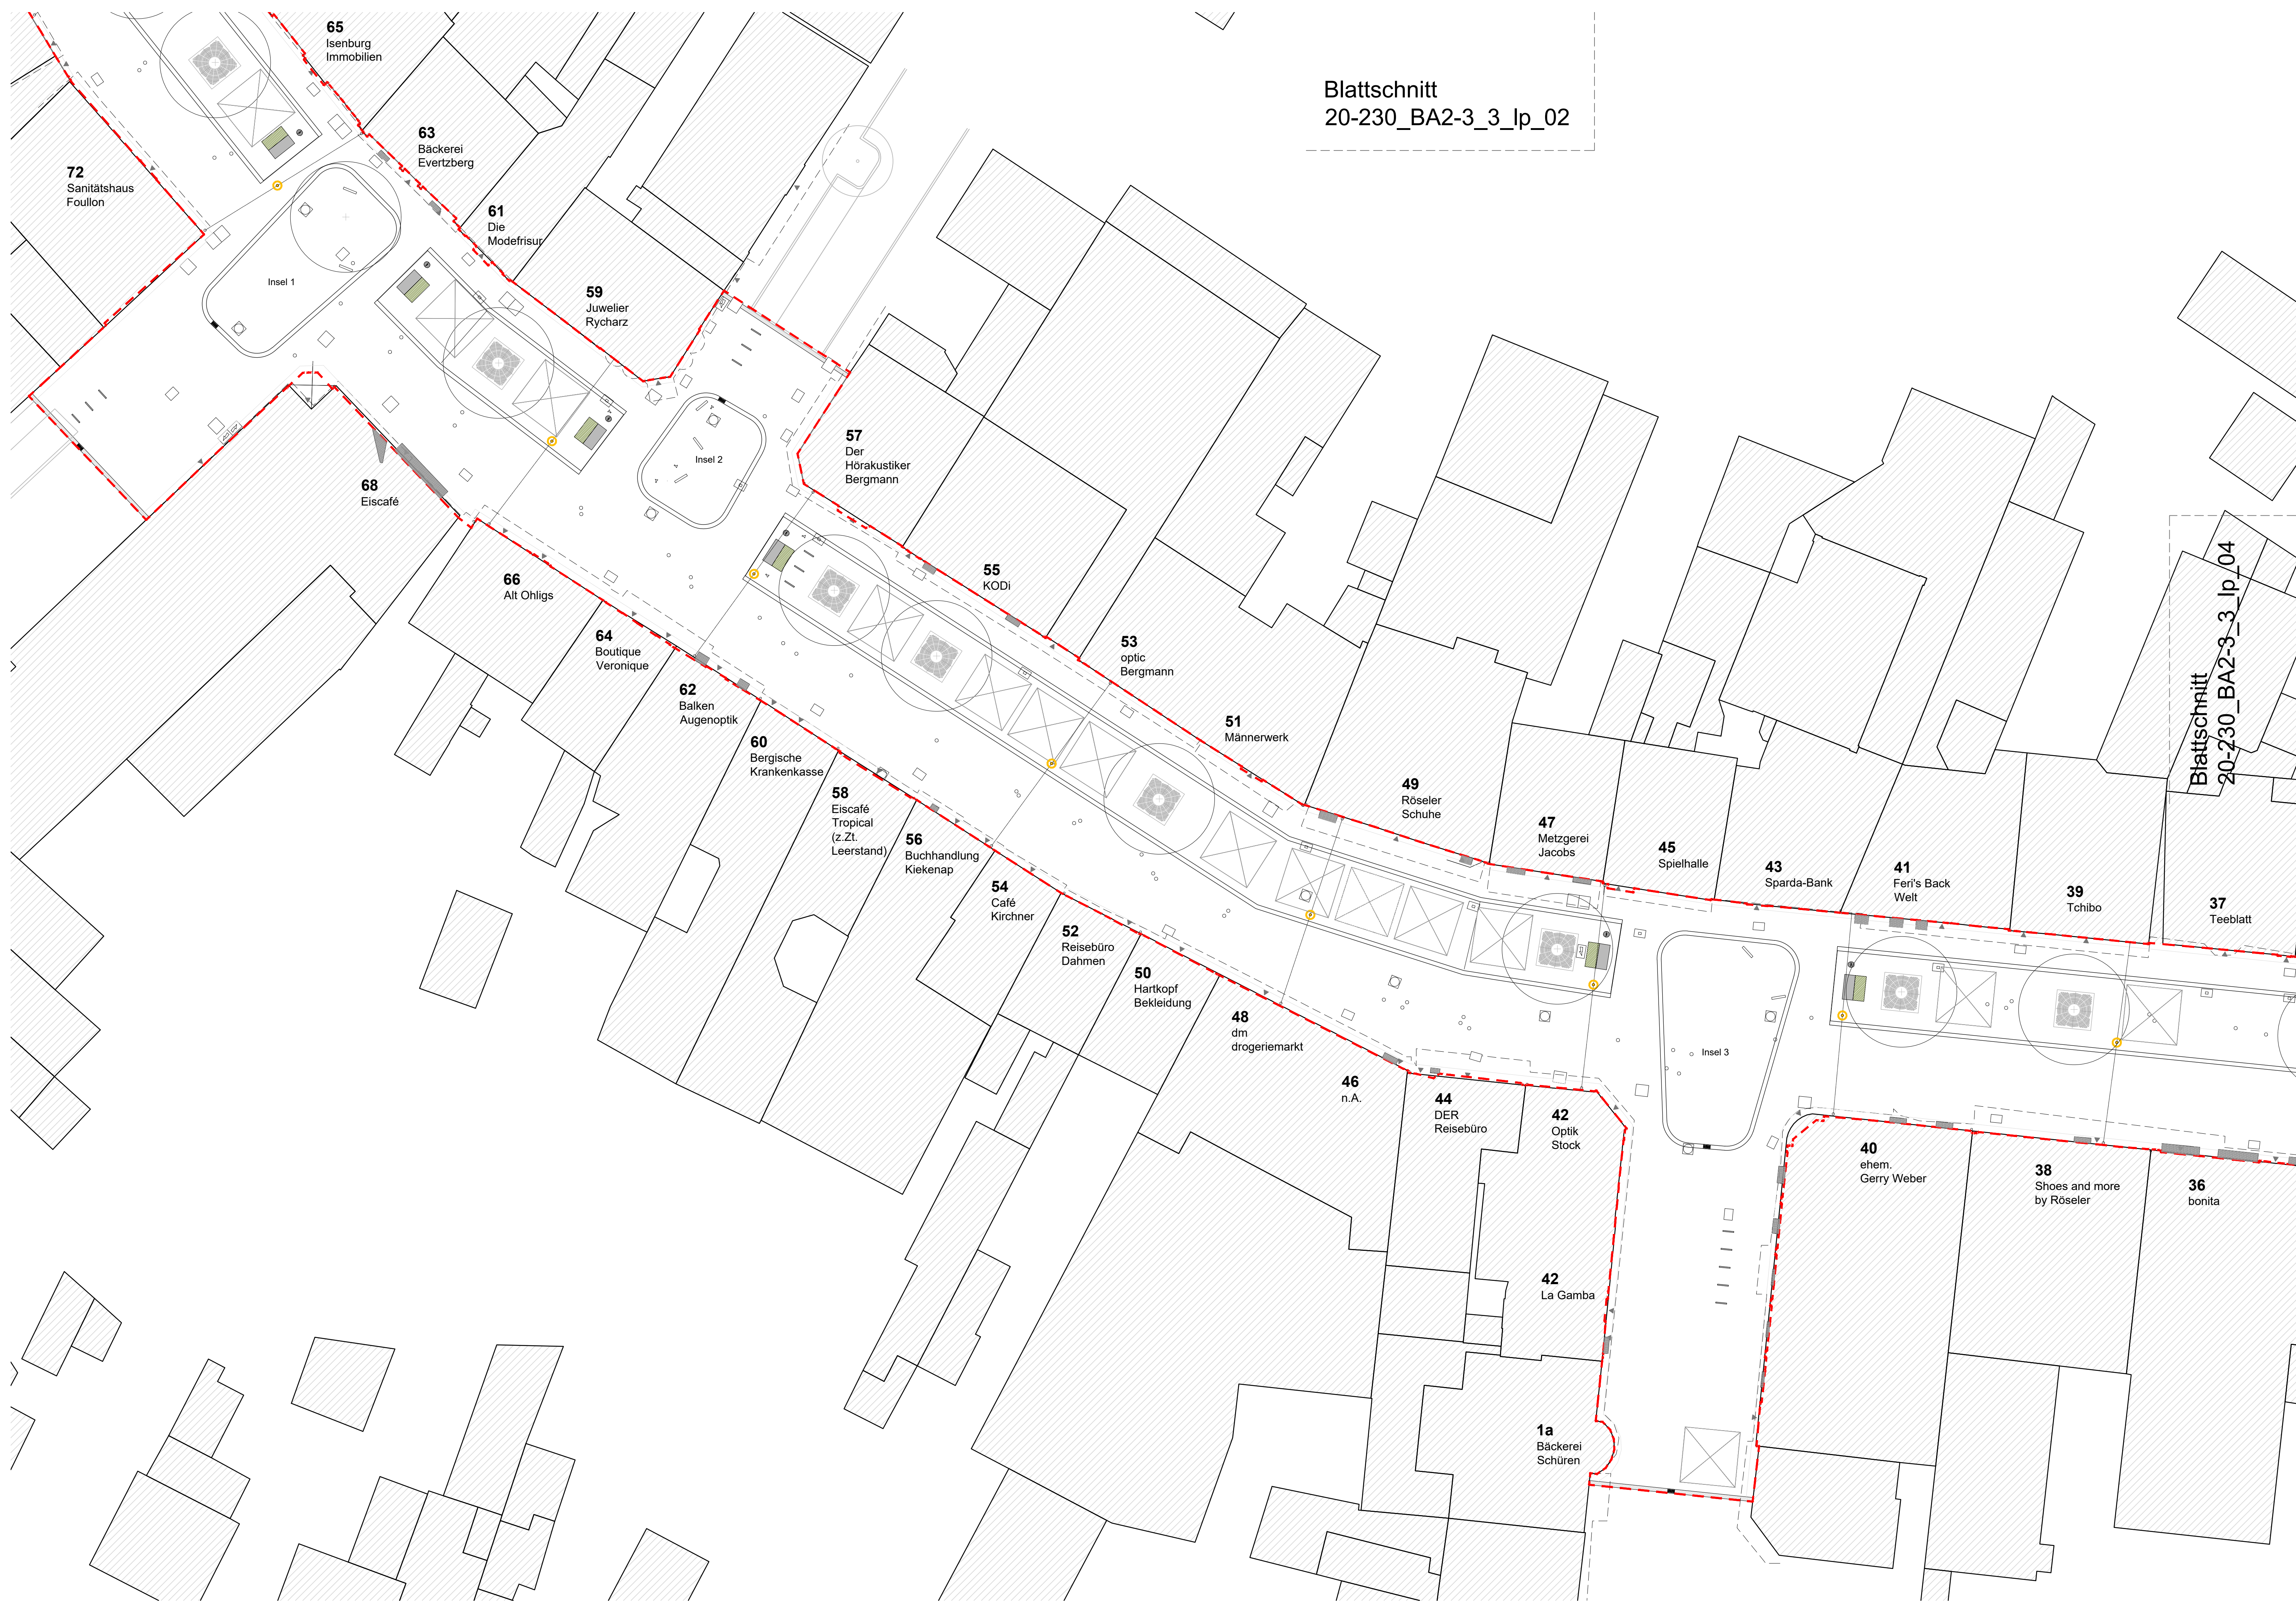 65
Isenburg
Immobilien
Blattschnitt
20-230_BA2-3_3_lp_02
63
Bäckerei
Evertzberg
72
Sanitätshaus
Foullon
61
Die
Modefrisur
Insel 1
59
Juwelier
Rycharz
57
Der
Hörakustiker
Bergmann
Insel 2
68
Eiscafé
55
KODi
66
Alt Ohligs
64
Boutique
Veronique
53
optic
Bergmann
62
Balken
Augenoptik
51
Männerwerk
60
Bergische
Krankenkasse
Blattschnitt
20-230_BA2-3_3_lp_04
58
Eiscafé
Tropical
(z.Zt.
Leerstand)
49
Röseler
Schuhe
56
Buchhandlung
Kiekenap
47
Metzgerei
Jacobs
45
Spielhalle
43
Sparda-Bank
41
Feri's Back
Welt
39
Tchibo
37
Teeblatt
54
Café
Kirchner
52
Reisebüro
Dahmen
50
Hartkopf
Bekleidung
48
dm
drogeriemarkt
Insel 3
46
n.A.
44
DER
Reisebüro
42
Optik
Stock
40
ehem.
Gerry Weber
38
Shoes and more
by Röseler
36
bonita
42
La Gamba
1a
Bäckerei
Schüren